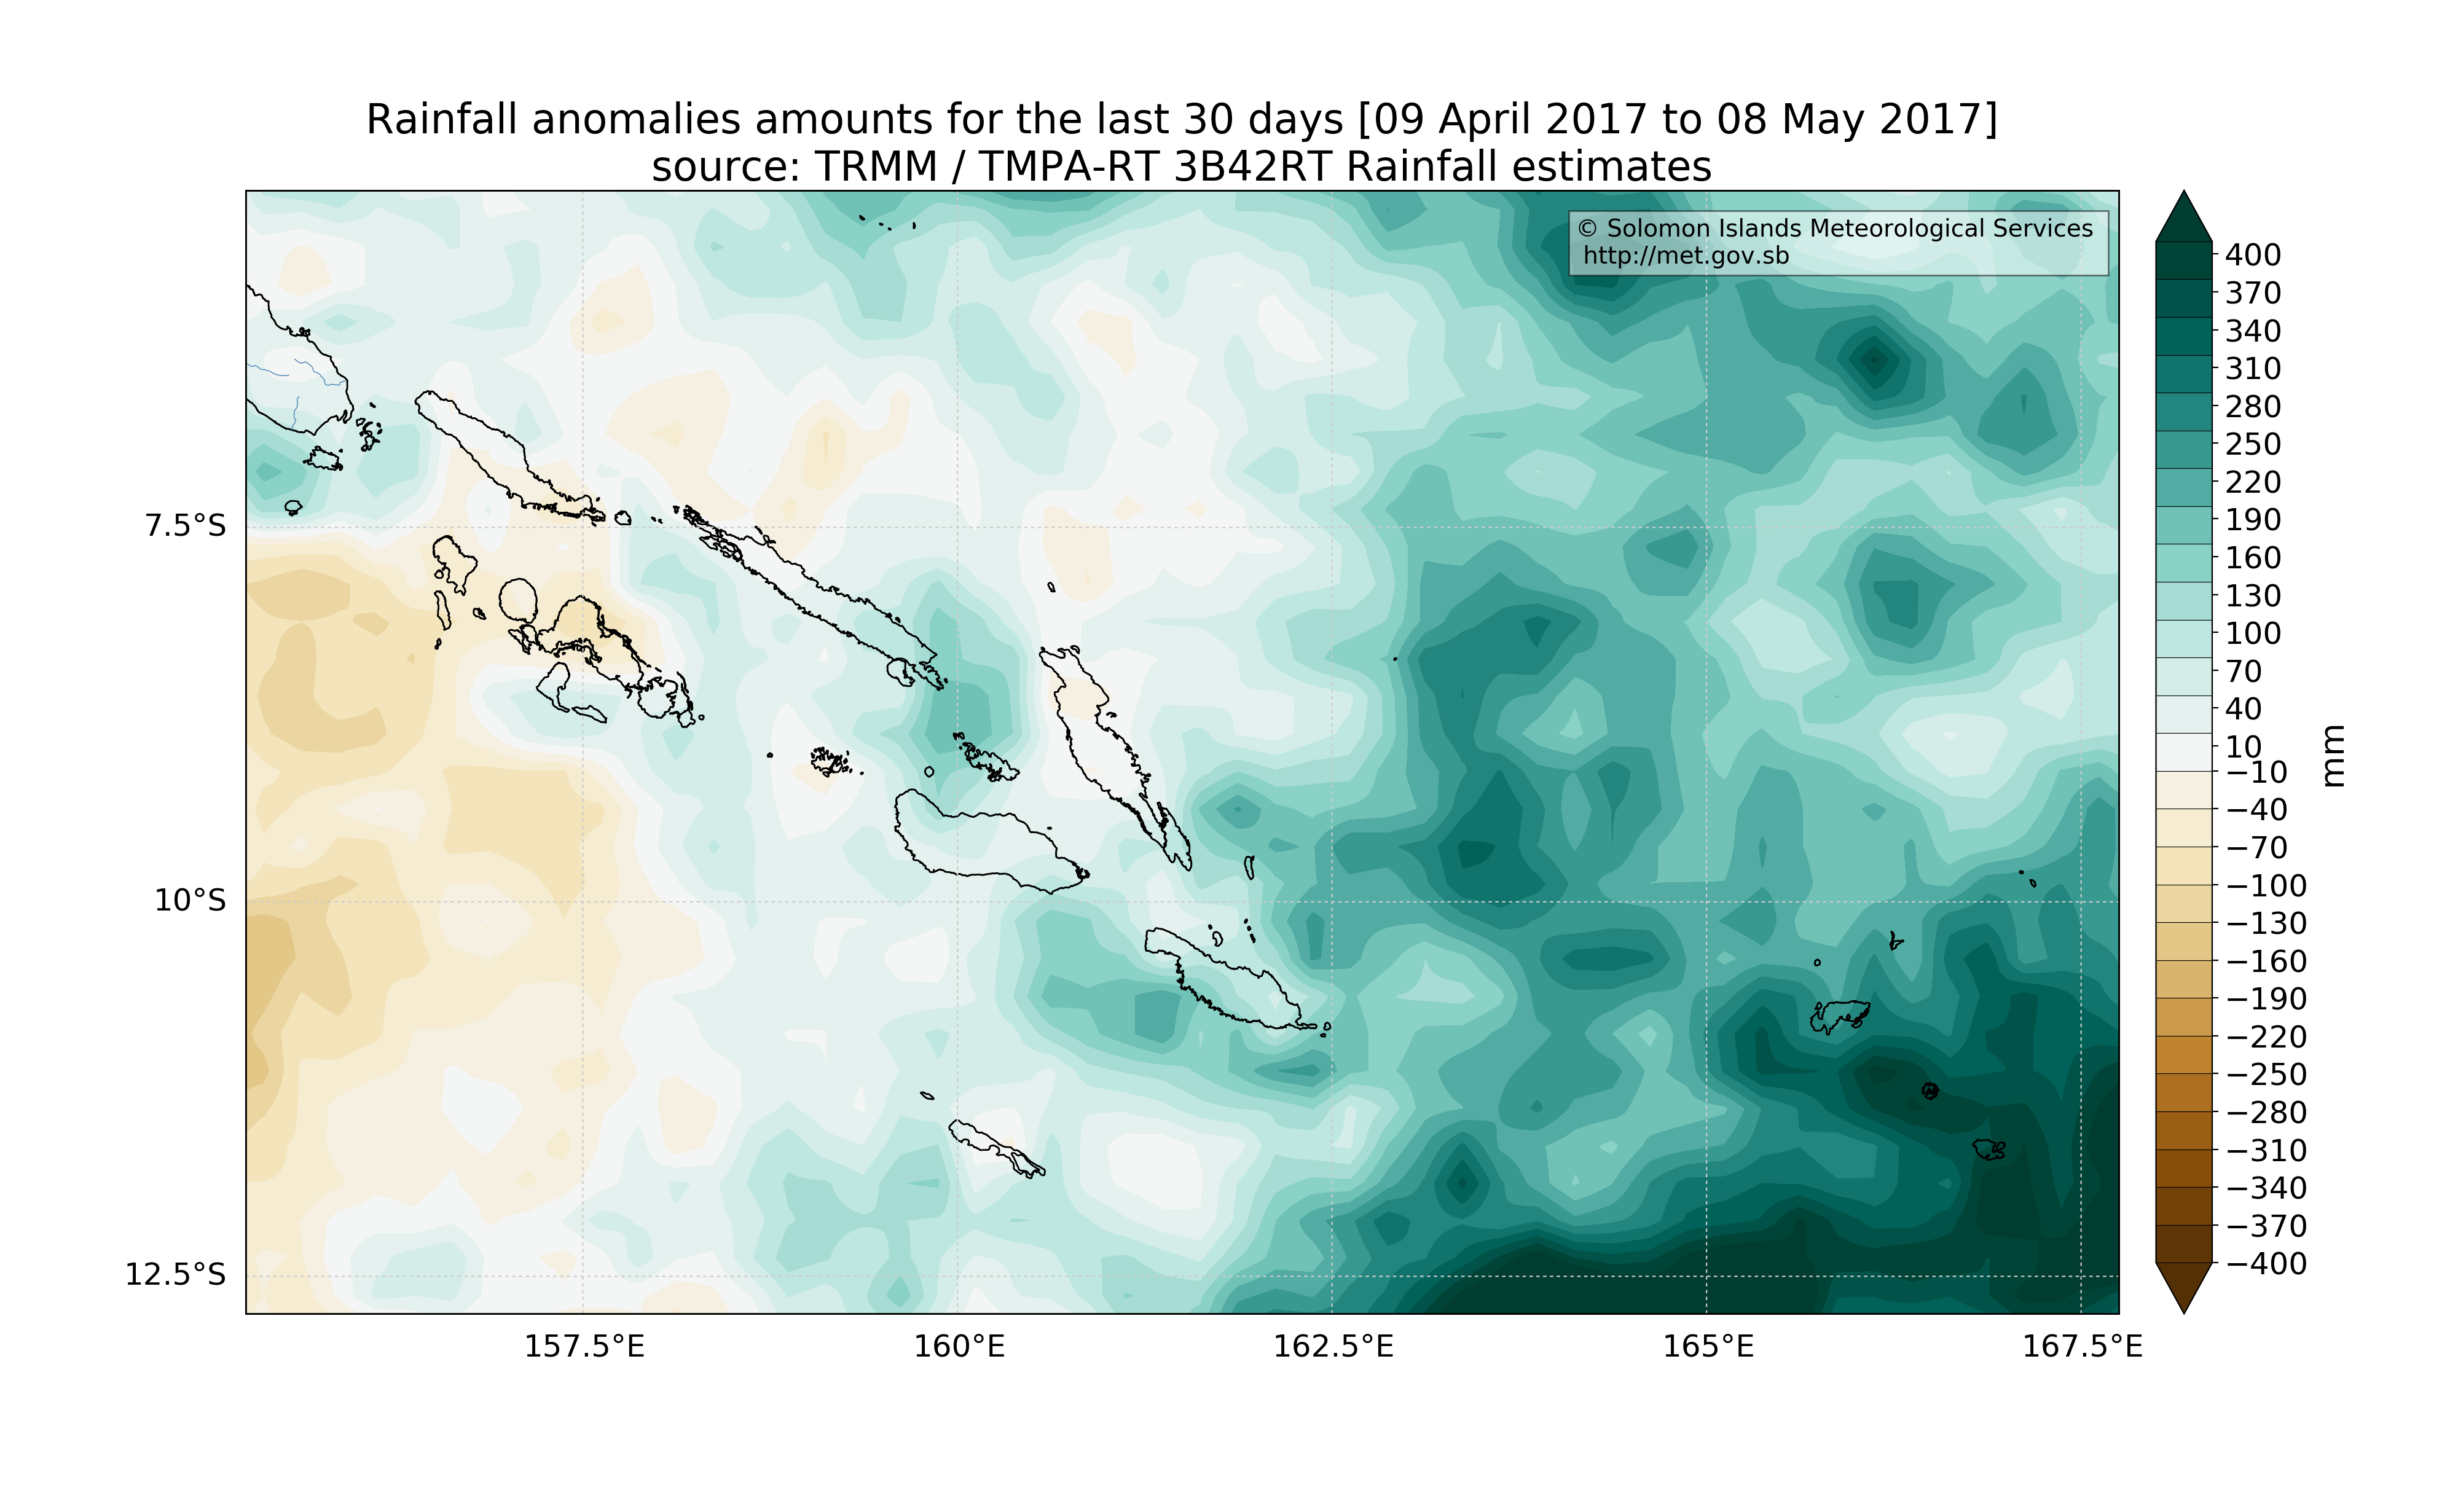 Rainfall anomalies amounts for the last 30 days [09 April 2017 to 08 May 2017]
source: TRMM / TMPA-RT 3B42RT Rainfall estimates
© Solomon Islands Meteorological Services
http://met.gov.sb
7.5°S
10°S
12.5°S
157.5°E
160°E
162.5°E
165°E
167.5°E
400
370
340
310
280
250
220
190
160
130
100
70
40
10
−10
−40
−70
−100
−130
−160
−190
−220
−250
−280
−310
−340
−370
−400
mm